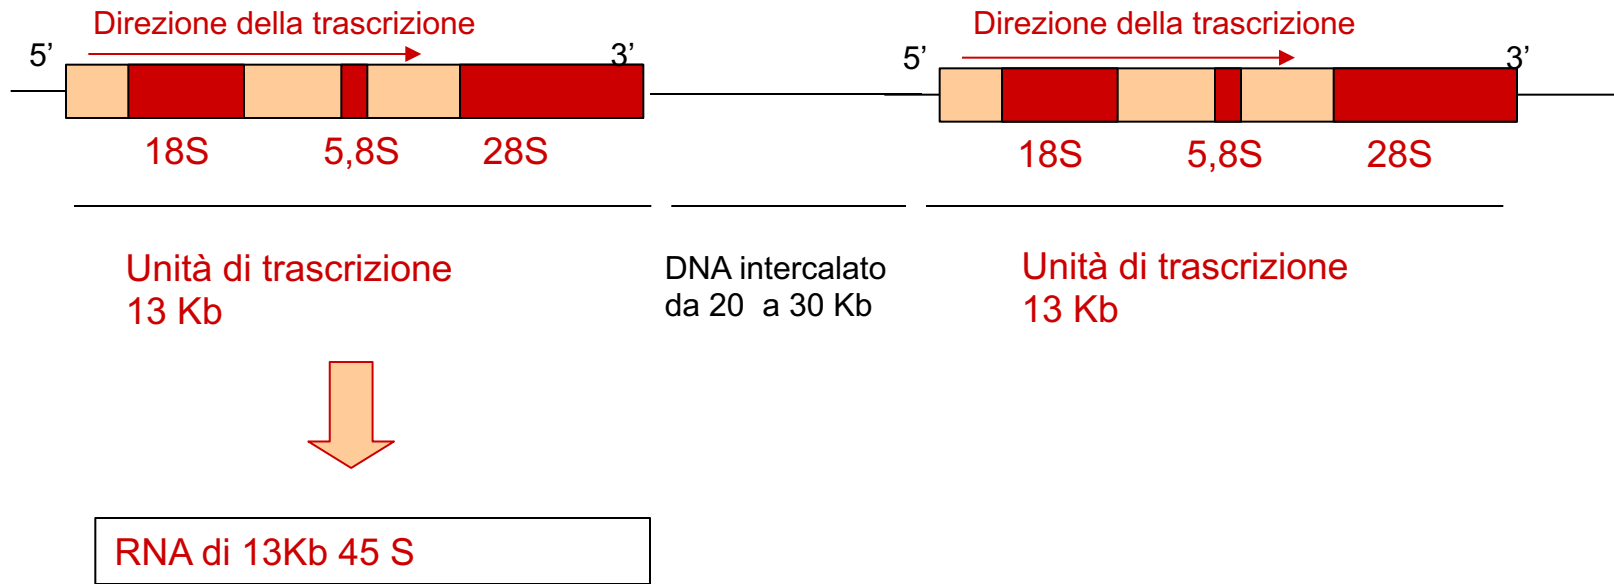 Direzione della trascrizione
Direzione della trascrizione
5’
3’
5’
3’
18S
5,8S
28S
18S
5,8S
28S
Unità di trascrizione
13 Kb
DNA intercalato
da 20 a 30 Kb
Unità di trascrizione
13 Kb
RNA di 13Kb 45 S